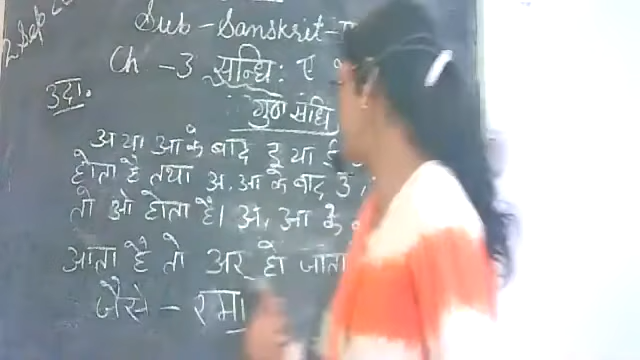 2 Sep
Sub - Sanskrit -
Ch - 3 सन्धि: ए
उदा.
गुण संधि
अ या आ के बाद इ या ई
होता है तथा अ, आ के बाद उ,
तो ओ होता है। अ, आ के
आता है तो अर् हो जाता
जैसे - रमा